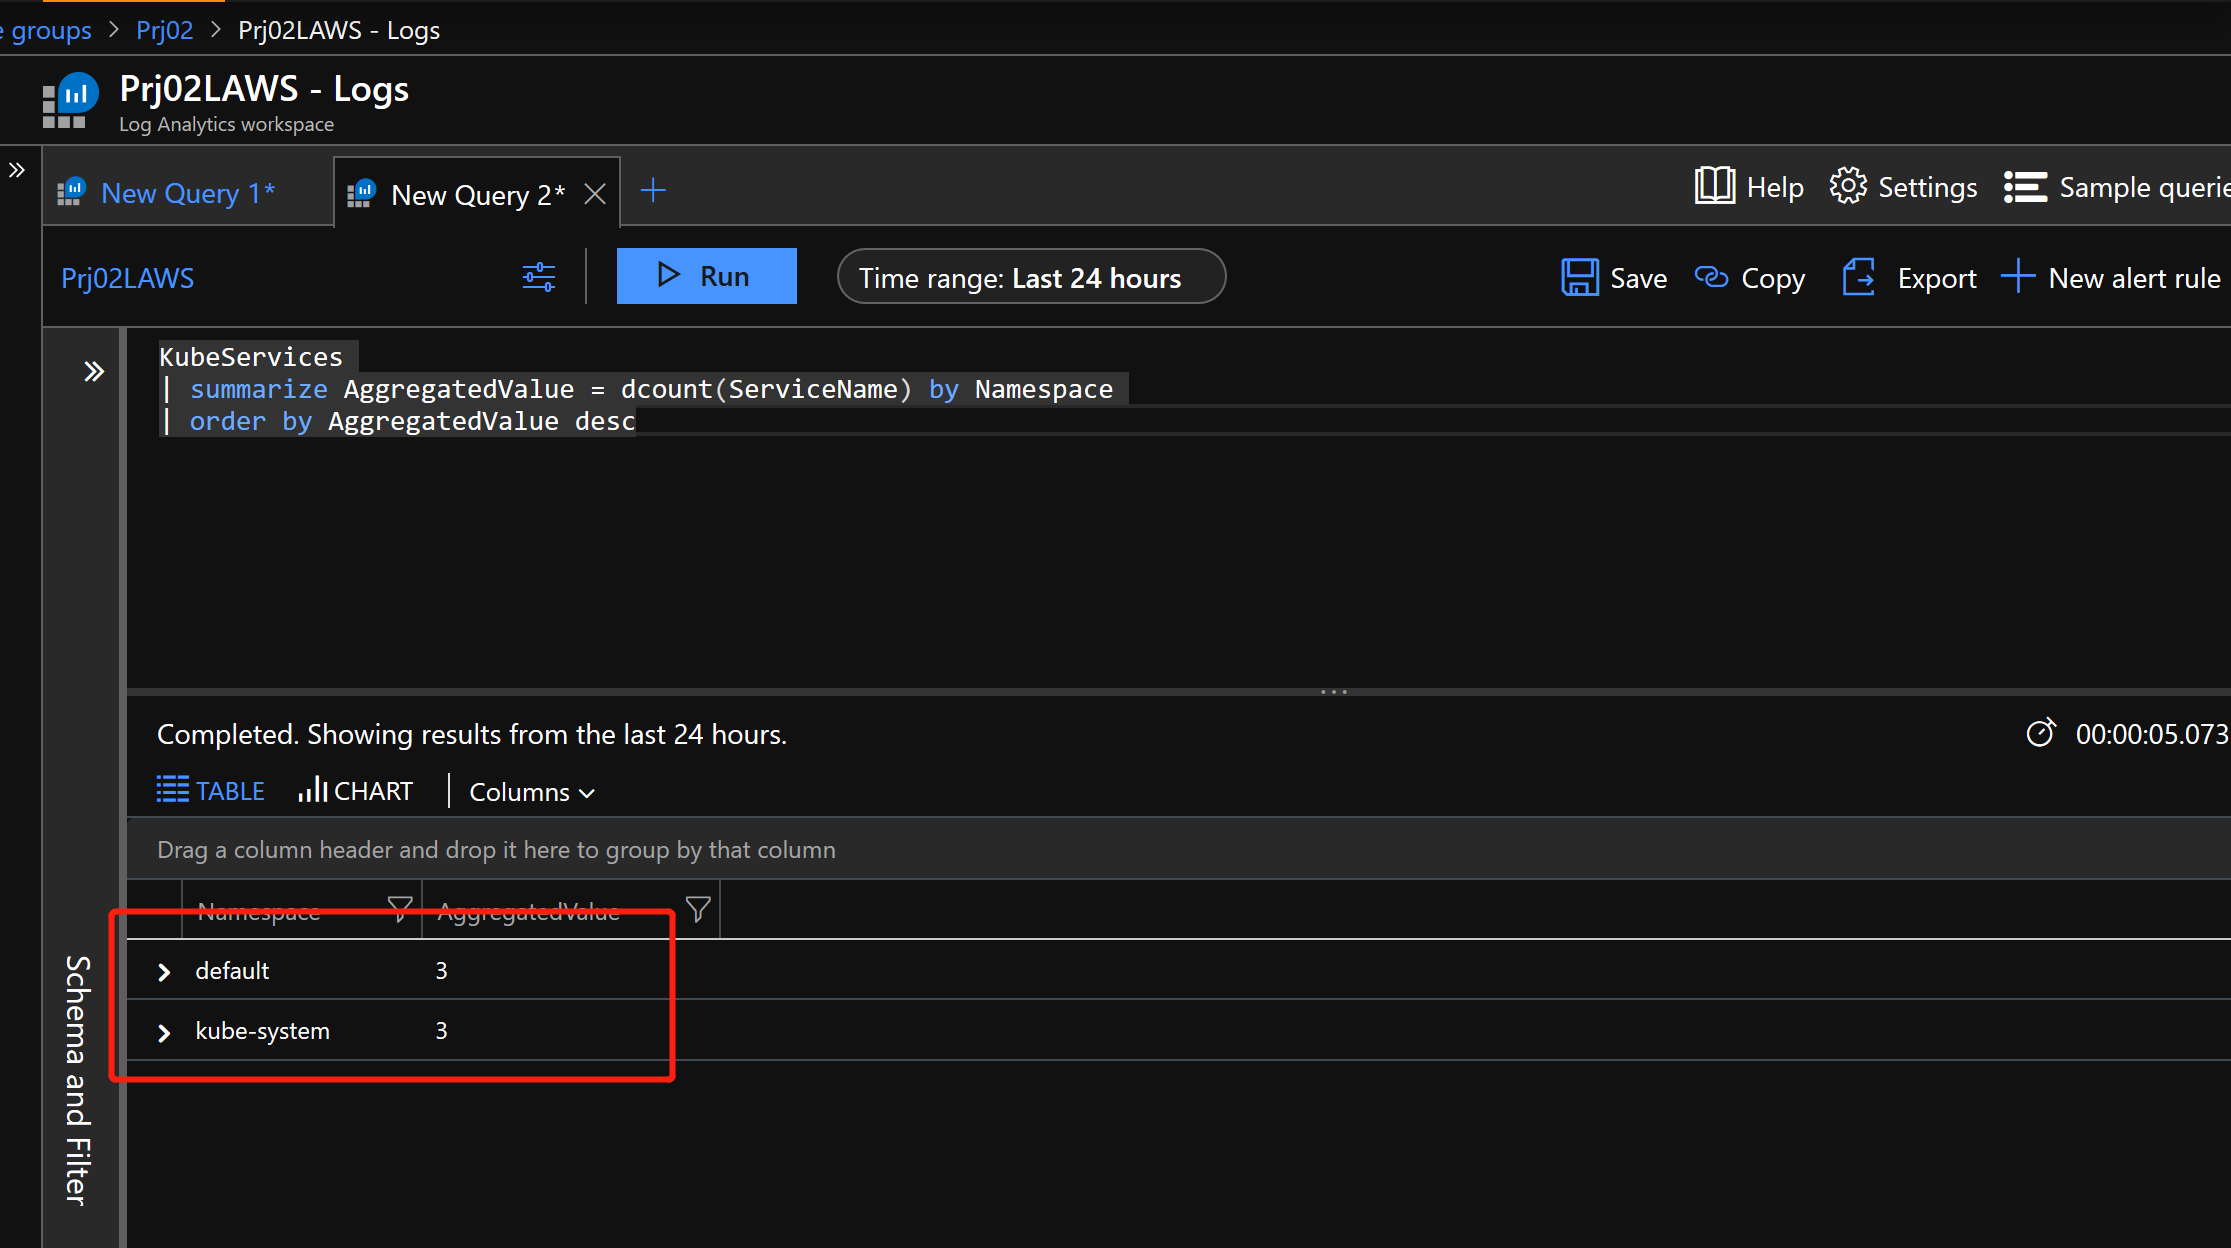 e groups > Prj02 > Prj02LAWS - Logs
Prj02LAWS - Logs
Log Analytics workspace
New Query 1*
New Query 2*
Help
Settings
Sample querie
Prj02LAWS
Run
Time range: Last 24 hours
Save
Copy
Export
New alert rule
KubeServices
| summarize AggregatedValue = dcount(ServiceName) by Namespace
| order by AggregatedValue desc
Completed. Showing results from the last 24 hours.
00:00:05.073
TABLE
CHART
Columns
Drag a column header and drop it here to group by that column
Namespace
AggregatedValue
default 3
kube-system 3
Schema and Filter